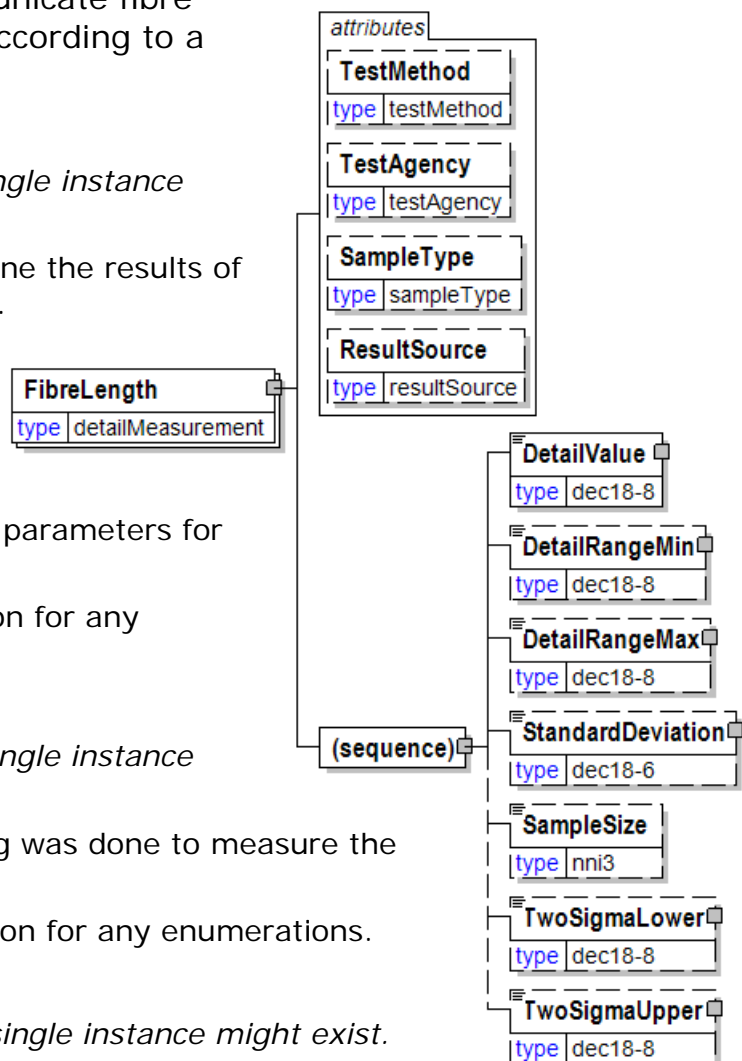 unicate fibre
ccording to a
ngle instance
ne the results of
.
parameters for
on for any
ngle instance
g was done to measure the
on for any enumerations.
single instance might exist.
attributes
TestMethod
type testMethod
TestAgency
type testAgency
SampleType
type sampleType
ResultSource
type resultSource
FibreLength
type detailMeasurement
(sequence)
DetailValue
type dec18-8
DetailRangeMin
type dec18-8
DetailRangeMax
type dec18-8
StandardDeviation
type dec18-6
SampleSize
type nni3
TwoSigmaLower
type dec18-8
TwoSigmaUpper
type dec18-8